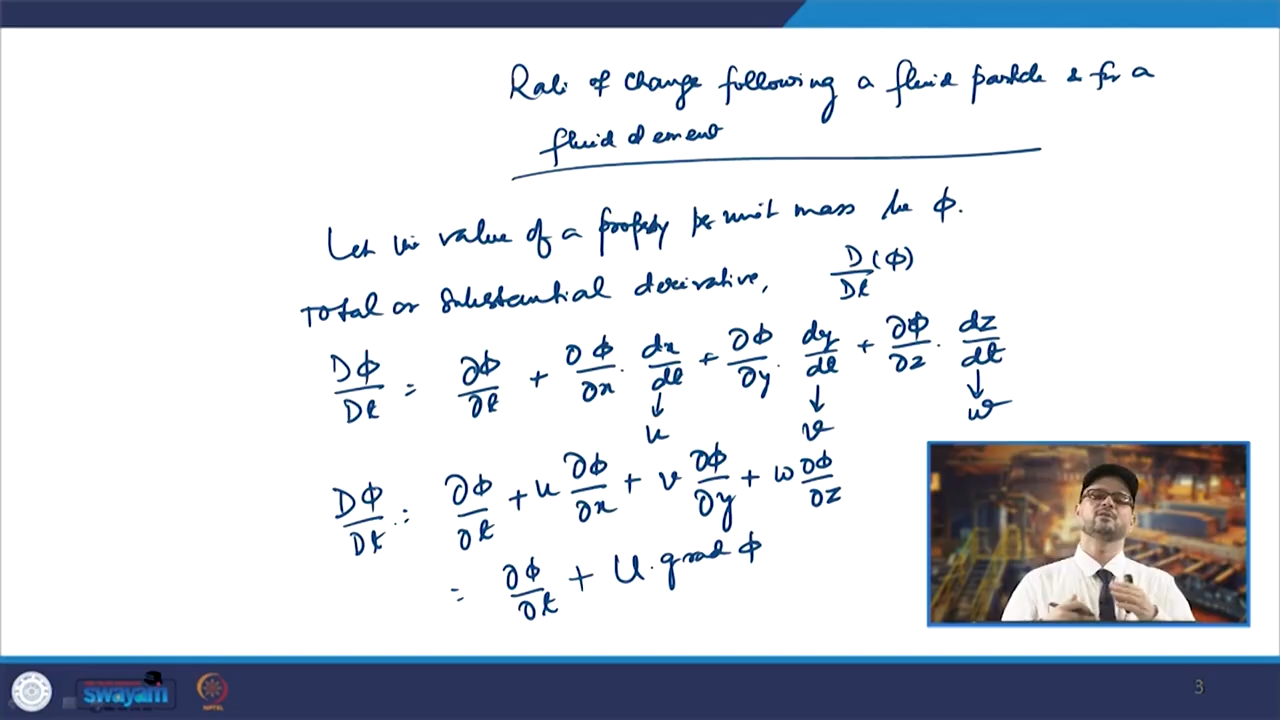 Rate of change following a fluid particle & for a
fluid element
Let the value of a property per unit mass be ϕ.
Total or substantial derivative, D/Dt (ϕ)
Dϕ/Dt = ∂ϕ/∂t + ∂ϕ/∂x · dx/dt + ∂ϕ/∂y · dy/dt + ∂ϕ/∂z · dz/dt
↓ u ↓ v ↓ w
Dϕ/Dt = ∂ϕ/∂t + u ∂ϕ/∂x + v ∂ϕ/∂y + w ∂ϕ/∂z
= ∂ϕ/∂t + U · grad ϕ
swayam
3